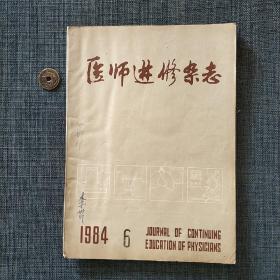 医师进修杂志
1984 6 JOURNAL OF CONTINUING
EDUCATION OF PHYSICIANS